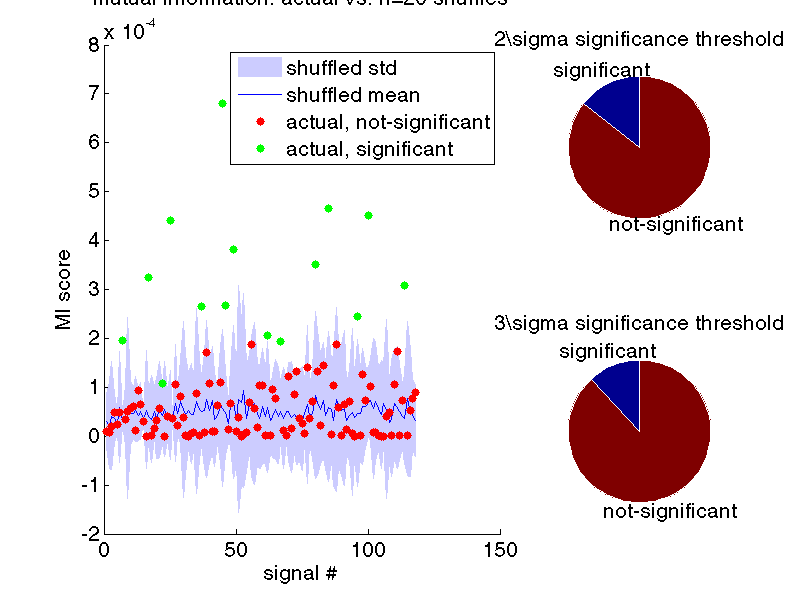 mutual information: actual vs. n=20 shuffles
x 10^-4
8
7
6
5
4
3
2
1
0
-1
-2
0 50 100 150
MI score
signal #
shuffled std
shuffled mean
actual, not-significant
actual, significant
2\sigma significance threshold
significant
not-significant
3\sigma significance threshold
significant
not-significant